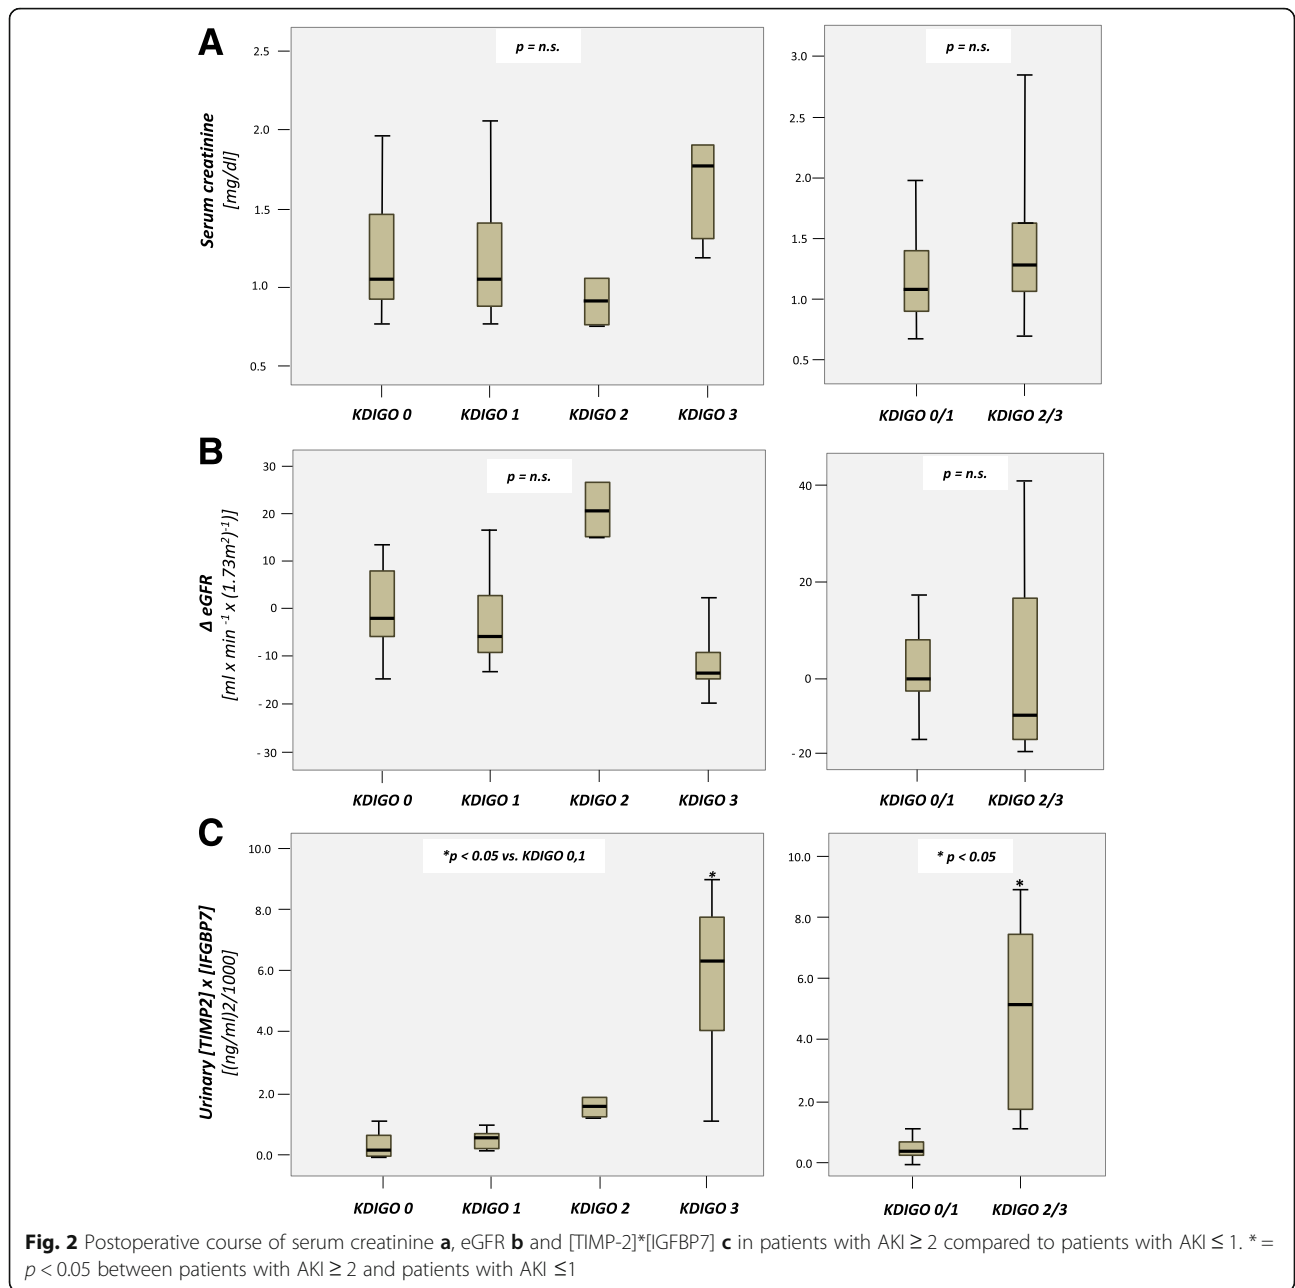 A
p = n.s.
p = n.s.
Serum creatinine
[mg/dl]
2.5
2.0
1.5
1.0
0.5
3.0
2.5
2.0
1.5
1.0
0.5
KDIGO 0 KDIGO 1 KDIGO 2 KDIGO 3
KDIGO 0/1 KDIGO 2/3
B
p = n.s.
p = n.s.
Δ eGFR
[ml x min⁻¹ x (1.73m²)⁻¹)]
30
20
10
0
- 10
- 20
- 30
40
20
0
- 20
KDIGO 0 KDIGO 1 KDIGO 2 KDIGO 3
KDIGO 0/1 KDIGO 2/3
C
*p < 0.05 vs. KDIGO 0,1
* p < 0.05
Urinary [TIMP2] x [IFGBP7]
[(ng/ml)2/1000]
10.0
8.0
6.0
4.0
2.0
0.0
*
10.0
8.0
6.0
4.0
2.0
0.0
*
KDIGO 0 KDIGO 1 KDIGO 2 KDIGO 3
KDIGO 0/1 KDIGO 2/3
Fig. 2 Postoperative course of serum creatinine a, eGFR b and [TIMP-2]*[IGFBP7] c in patients with AKI ≥ 2 compared to patients with AKI ≤ 1. * =
p < 0.05 between patients with AKI ≥ 2 and patients with AKI ≤1